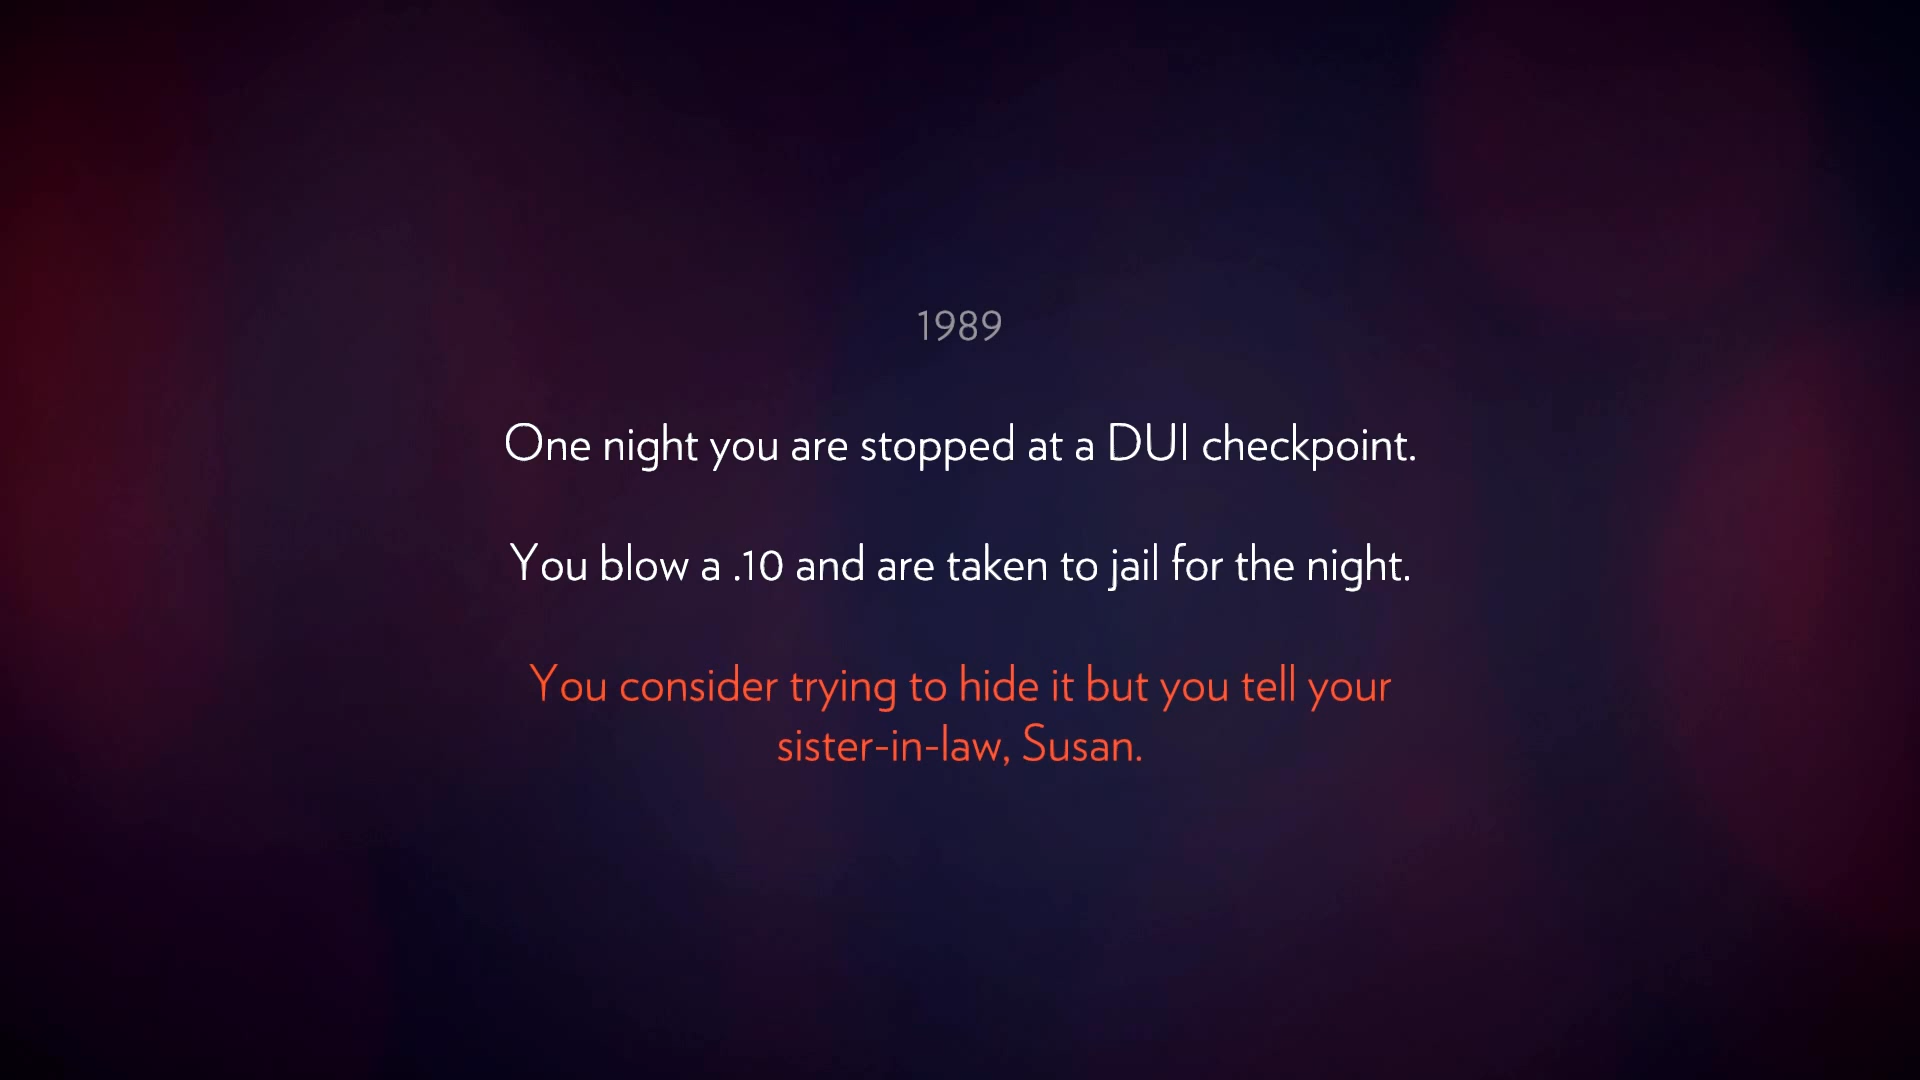 1989
One night you are stopped at a DUI checkpoint.
You blow a .10 and are taken to jail for the night.
You consider trying to hide it but you tell your
sister-in-law, Susan.